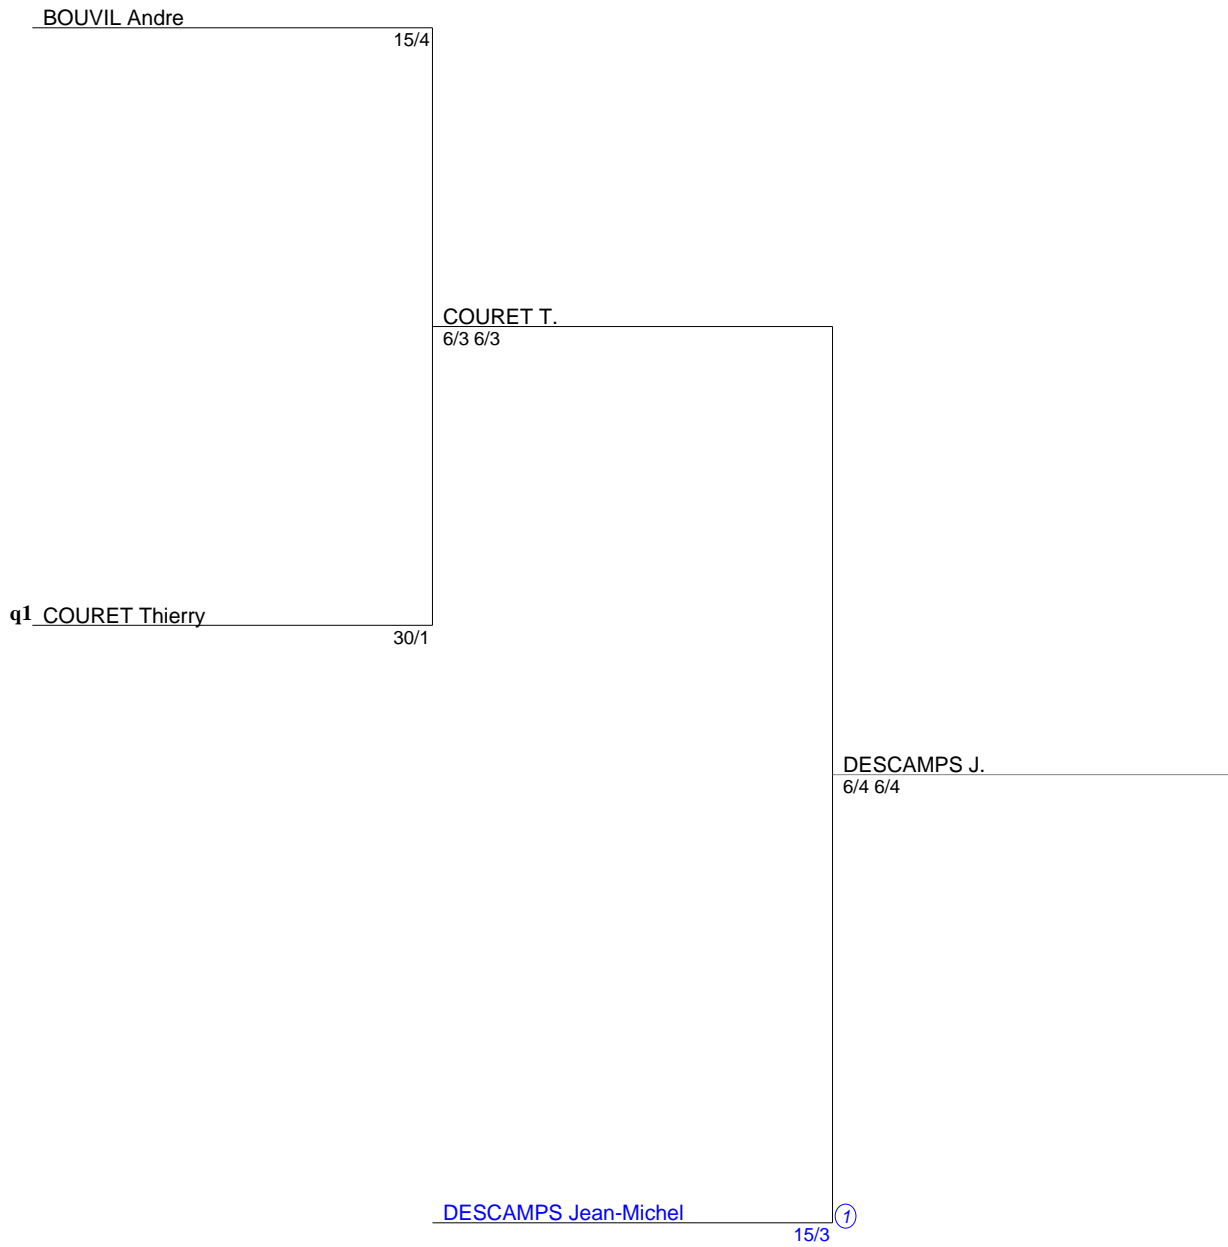 BOUVIL Andre
15/4
COURET T.
6/3 6/3
q1 COURET Thierry
30/1
DESCAMPS J.
6/4 6/4
DESCAMPS Jean-Michel 1
15/3